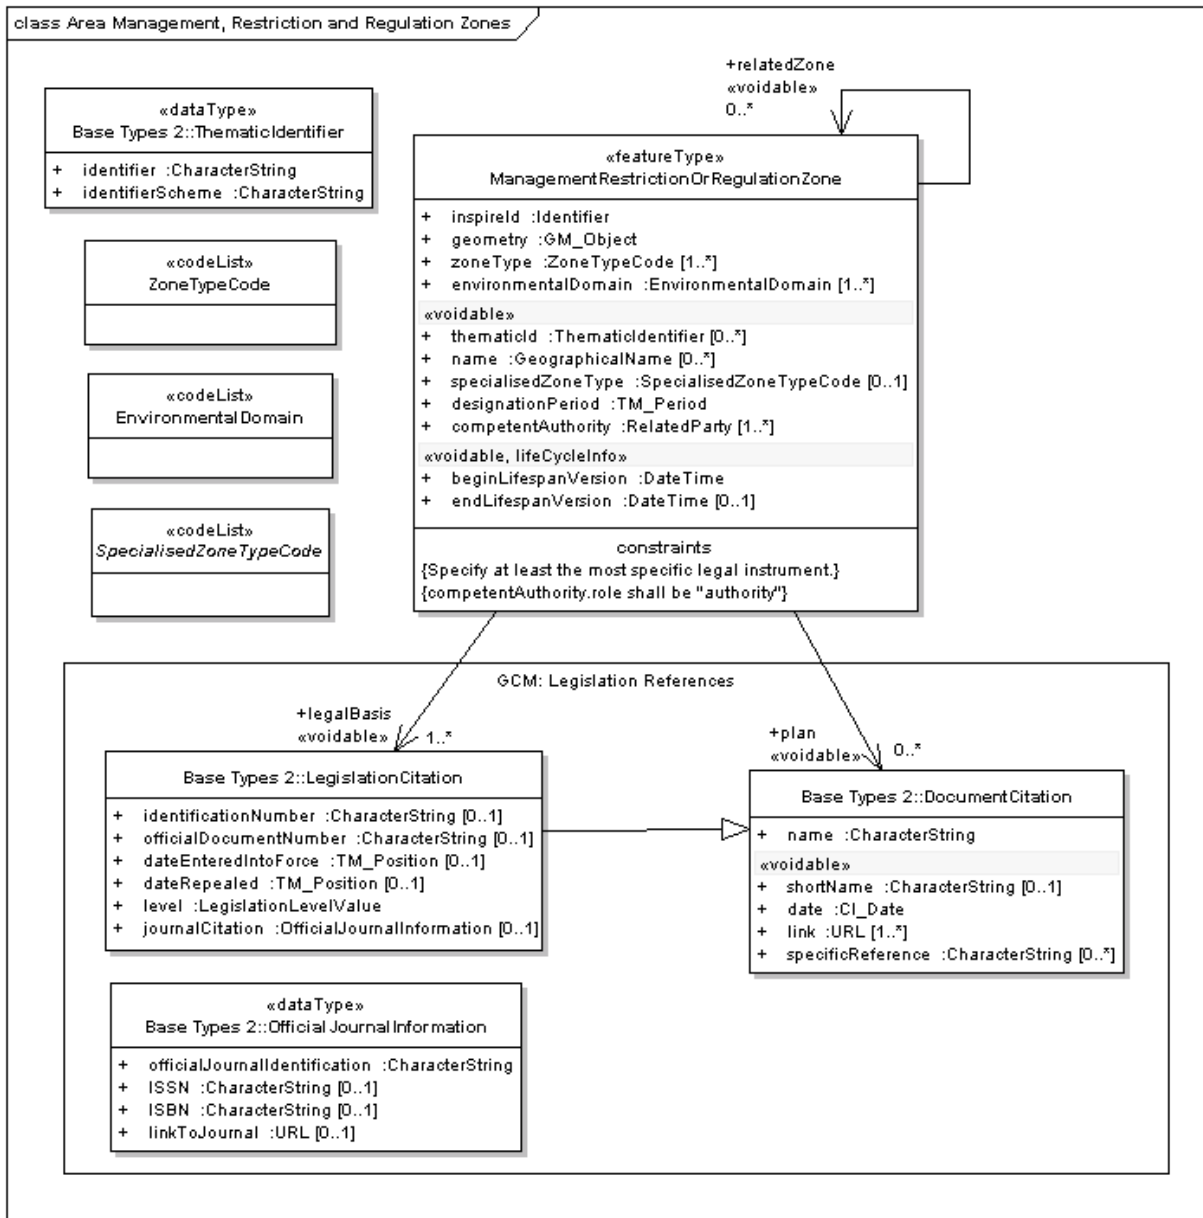 class Area Management, Restriction and Regulation Zones
+relatedZone
«voidable»
0..*
«dataType»
Base Types 2::ThematicIdentifier
+ identifier :CharacterString
+ identifierScheme :CharacterString
«featureType»
ManagementRestrictionOrRegulationZone
+ inspireId :Identifier
+ geometry :GM_Object
+ zoneType :ZoneTypeCode [1..*]
+ environmentalDomain :EnvironmentalDomain [1..*]
«voidable»
+ thematicId :ThematicIdentifier [0..*]
+ name :GeographicalName [0..*]
+ specialisedZoneType :SpecialisedZoneTypeCode [0..1]
+ designationPeriod :TM_Period
+ competentAuthority :RelatedParty [1..*]
«voidable, lifeCycleInfo»
+ beginLifespanVersion :DateTime
+ endLifespanVersion :DateTime [0..1]
constraints
{Specify at least the most specific legal instrument.}
{competentAuthority.role shall be "authority"}
«codeList»
ZoneTypeCode
«codeList»
EnvironmentalDomain
«codeList»
SpecialisedZoneTypeCode
GCM: Legislation References
+legalBasis
«voidable»
1..*
+plan
«voidable»
0..*
Base Types 2::LegislationCitation
+ identificationNumber :CharacterString [0..1]
+ officialDocumentNumber :CharacterString [0..1]
+ dateEnteredIntoForce :TM_Position [0..1]
+ dateRepealed :TM_Position [0..1]
+ level :LegislationLevelValue
+ journalCitation :OfficialJournalInformation [0..1]
Base Types 2::DocumentCitation
+ name :CharacterString
«voidable»
+ shortName :CharacterString [0..1]
+ date :CI_Date
+ link :URL [1..*]
+ specificReference :CharacterString [0..*]
«dataType»
Base Types 2::OfficialJournalInformation
+ officialJournalIdentification :CharacterString
+ ISSN :CharacterString [0..1]
+ ISBN :CharacterString [0..1]
+ linkToJournal :URL [0..1]